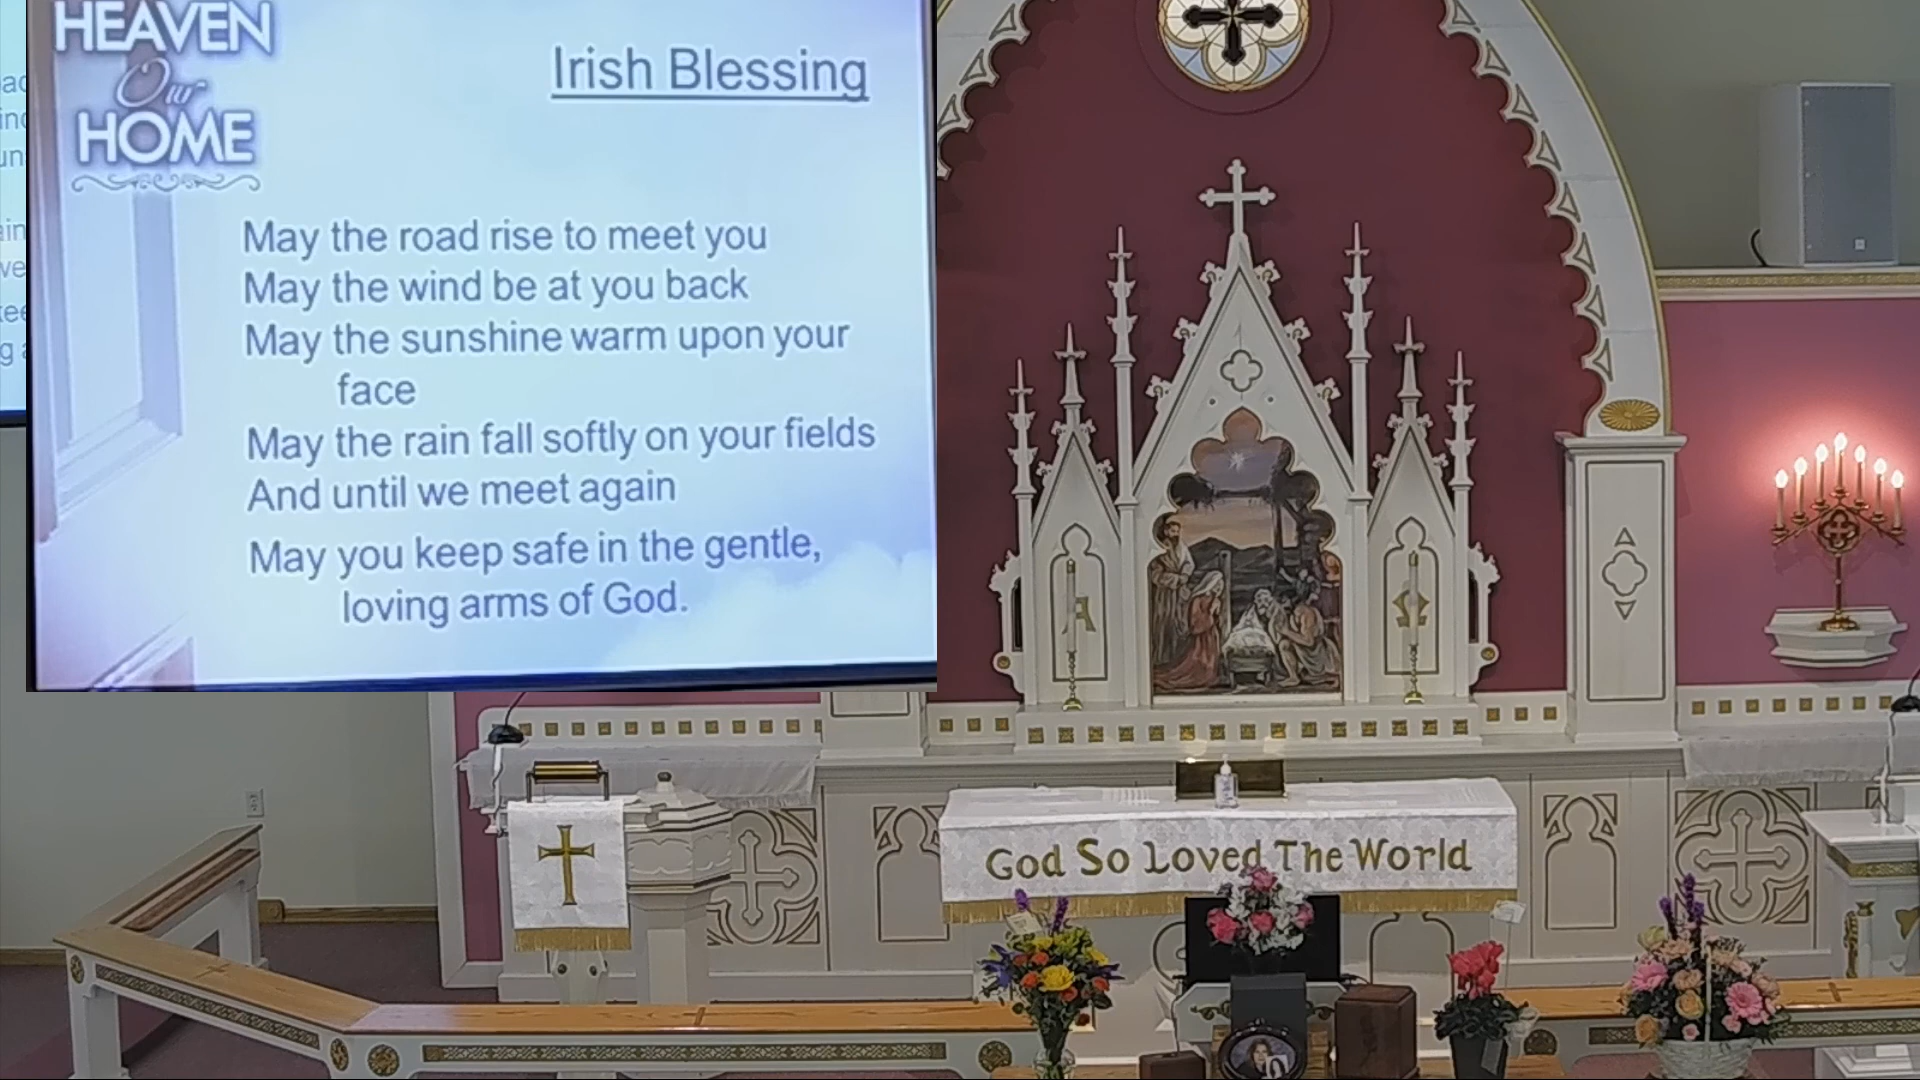 HEAVEN
Our
HOME
Irish Blessing
May the road rise to meet you
May the wind be at you back
May the sunshine warm upon your
face
May the rain fall softly on your fields
And until we meet again
May you keep safe in the gentle,
loving arms of God.
A
Ω
God So Loved The World